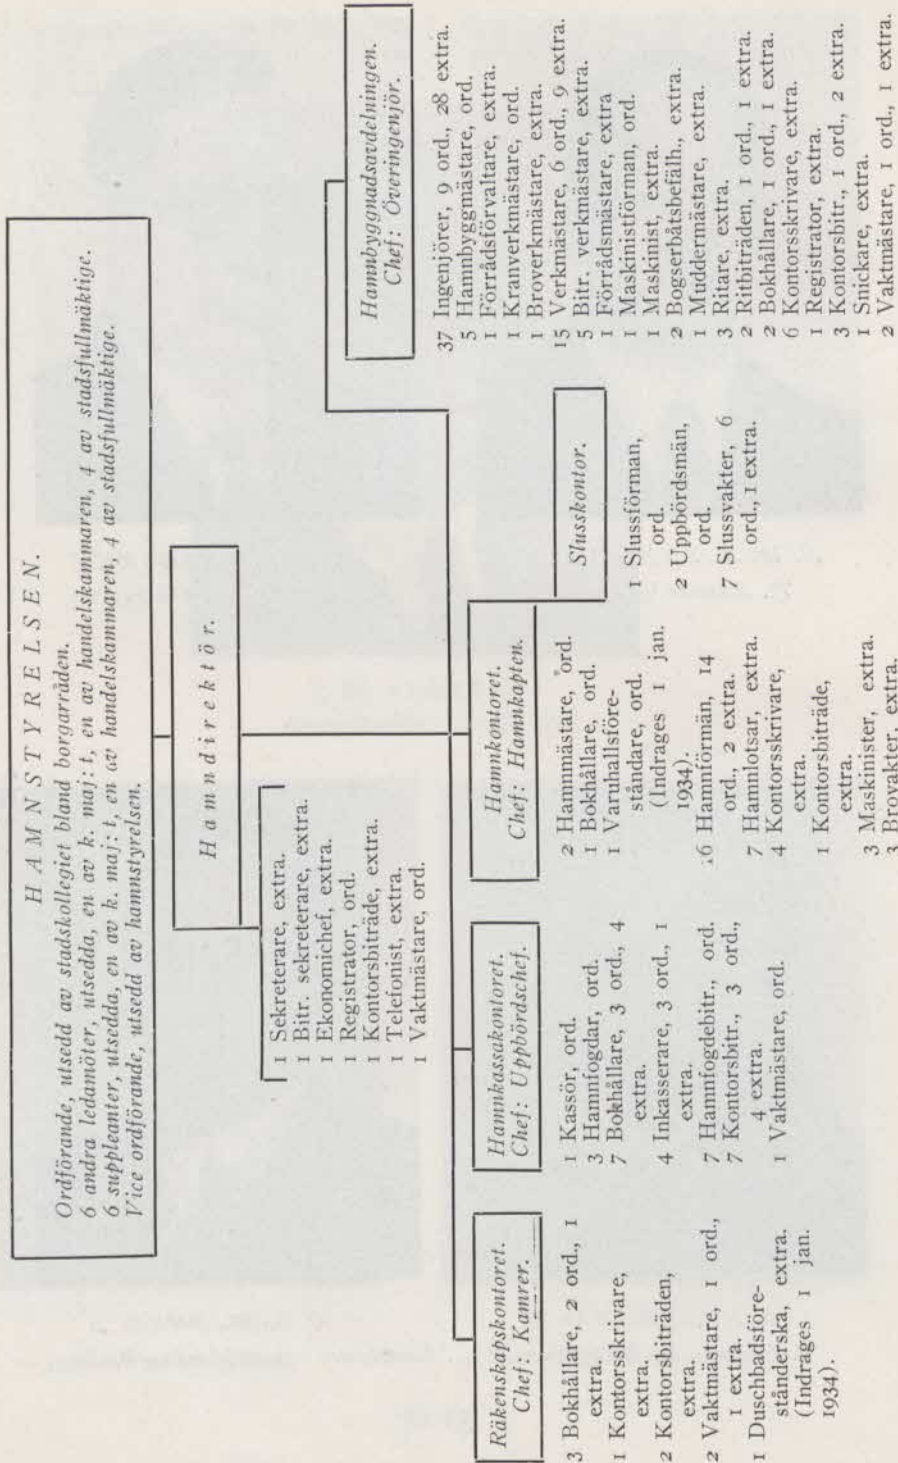 HAMNSTYRELSEN.
Ordförande, utsedd av stadskollegiet bland borgarråden.
6 andra ledamöter, utsedda, en av k. maj:t, en av handelskammaren, 4 av stadsfullmäktige.
6 suppleanter, utsedda, en av k. maj:t, en av handelskammaren, 4 av stadsfullmäktige.
Vice ordförande, utsedd av hamnstyrelsen.
Hamndirektör.
1 Sekreterare, extra.
1 Bitr. sekreterare, extra.
1 Ekonomichef, extra.
1 Registrator, ord.
1 Kontorsbiträde, extra.
1 Telefonist, extra.
1 Vaktmästare, ord.
Räkenskapskontoret.
Chef: Kamrer.
3 Bokhållare, 2 ord., 1
extra.
1 Kontorsskrivare,
extra.
2 Kontorsbiträden,
extra.
2 Vaktmästare, 1 ord.,
1 extra.
1 Duschbadsföre-
stånderska, extra.
(Indrages 1 jan.
1934).
Hamnkassakontoret.
Chef: Uppbördschef.
1 Kassör, ord.
3 Hamnfogdar, ord.
7 Bokhållare, 3 ord., 4
extra.
4 Inkasserare, 3 ord., 1
extra.
7 Hamnfogdebitr., ord.
7 Kontorsbitr., 3 ord.,
4 extra.
1 Vaktmästare, ord.
Hamnkontoret.
Chef: Hamnkapten.
2 Hammästare, ord.
1 Bokhållare, ord.
1 Varuhallsföre-
ståndare, ord.
(Indrages 1 jan.
1934).
16 Hamnförmän, 14
ord., 2 extra.
7 Hamnlotsar, extra.
4 Kontorsskrivare,
extra.
1 Kontorsbiträde,
extra.
3 Maskinister, extra.
3 Brovakter, extra.
Slusskontor.
1 Slussförman,
ord.
2 Uppbördsmän,
ord.
7 Slussvakter, 6
ord., 1 extra.
Hamnbyggnadsavdelningen.
Chef: Överingenjör.
37 Ingenjörer, 9 ord., 28 extra.
5 Hamnbyggmästare, ord.
1 Förrådsförvaltare, extra.
1 Kranverkmästare, ord.
1 Broverkmästare, extra.
15 Verkmästare, 6 ord., 9 extra.
5 Bitr. verkmästare, extra.
1 Förrådsmästare, extra
1 Maskinistförman, ord.
1 Maskinist, extra.
2 Bogserbåtsbefälh., extra.
1 Muddermästare, extra.
3 Ritare, extra.
2 Ritbiträden, 1 ord., 1 extra.
2 Bokhållare, 1 ord., 1 extra.
6 Kontorsskrivare, extra.
1 Registrator, extra.
3 Kontorsbitr., 1 ord., 2 extra.
1 Snickare, extra.
2 Vaktmästare, 1 ord., 1 extra.